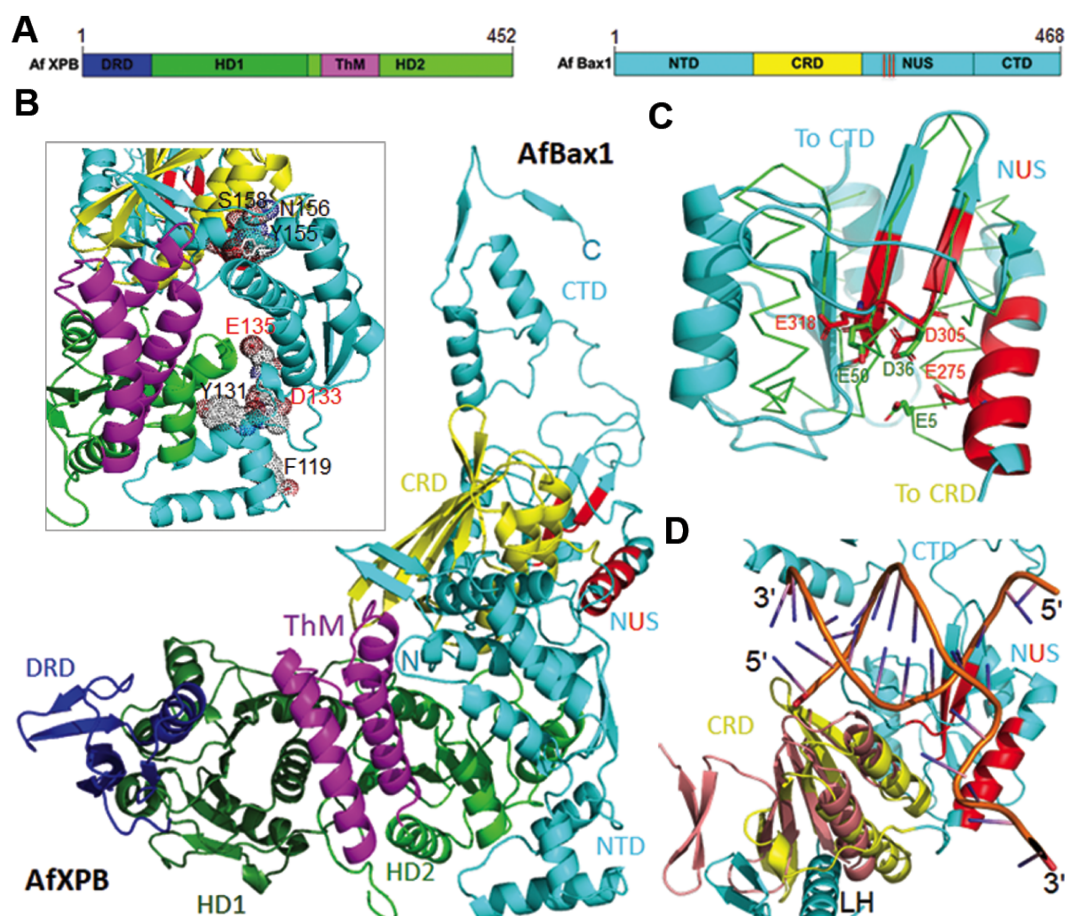 A
1
452
Af XPB
DRD
HD1
ThM
HD2
1
468
Af Bax1
NTD
CRD
NUS
CTD
B
S158
N156
Y155
E135
Y131
D133
F119
AfBax1
C
CTD
CRD
NUS
ThM
N
DRD
NTD
HD2
HD1
AfXPB
C
To CTD
NUS
E318
D305
E50
D36
E275
E5
To CRD
D
CTD
3'
5'
5'
NUS
CRD
LH
3'